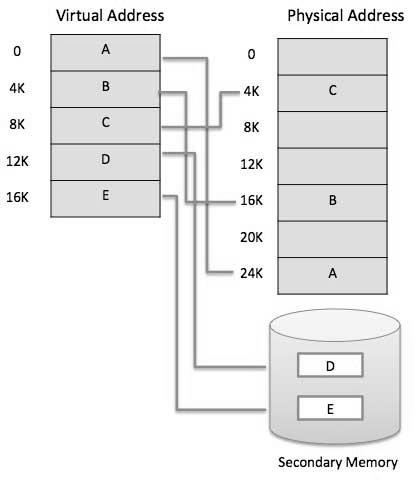 Virtual Address
0 A
4K B
8K C
12K D
16K E
Physical Address
0
4K C
8K
12K
16K B
20K
24K A
D
E
Secondary Memory